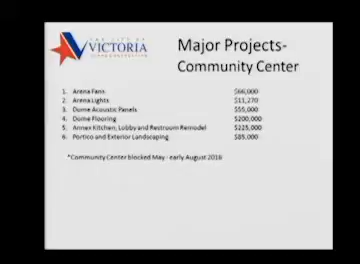 THE CITY OF
VICTORIA
Major Projects-
Community Center
1. Arena Fans $66,000
2. Arena Lights $11,270
3. Dome Acoustic Panels $55,000
4. Dome Flooring $200,000
5. Annex Kitchen, Lobby and Restroom Remodel $225,000
6. Portico and Exterior Landscaping $85,000
*Community Center blocked May - early August 2016